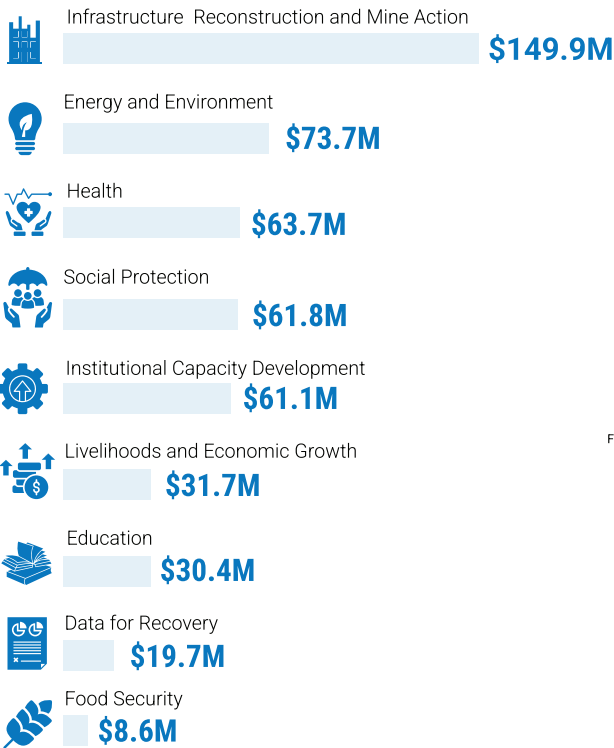 Infrastructure Reconstruction and Mine Action
$149.9M
Energy and Environment
$73.7M
Health
$63.7M
Social Protection
$61.8M
Institutional Capacity Development
$61.1M
F
Livelihoods and Economic Growth
$31.7M
Education
$30.4M
Data for Recovery
$19.7M
Food Security
$8.6M